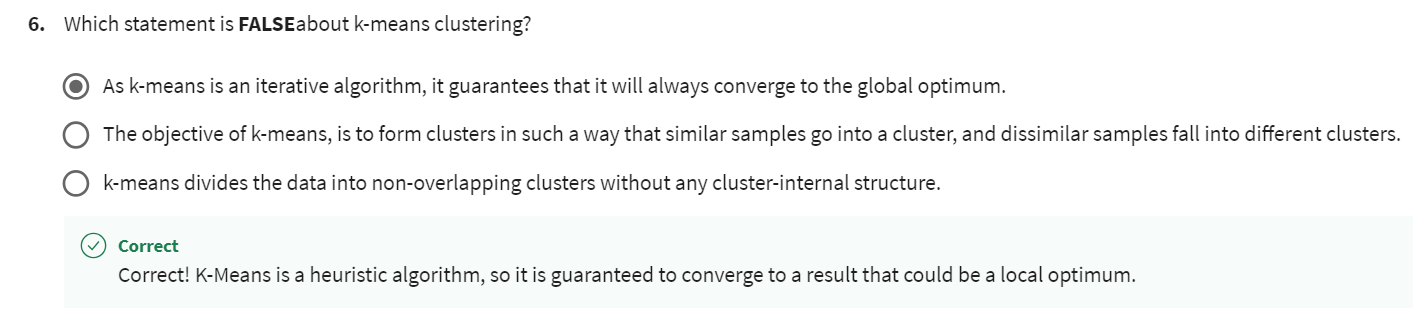 6. Which statement is FALSEabout k-means clustering?
As k-means is an iterative algorithm, it guarantees that it will always converge to the global optimum.
The objective of k-means, is to form clusters in such a way that similar samples go into a cluster, and dissimilar samples fall into different clusters.
k-means divides the data into non-overlapping clusters without any cluster-internal structure.
Correct
Correct! K-Means is a heuristic algorithm, so it is guaranteed to converge to a result that could be a local optimum.